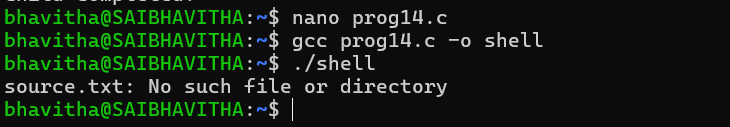 bhavitha@SAIBHAVITHA:~$ nano prog14.c
bhavitha@SAIBHAVITHA:~$ gcc prog14.c -o shell
bhavitha@SAIBHAVITHA:~$ ./shell
source.txt: No such file or directory
bhavitha@SAIBHAVITHA:~$